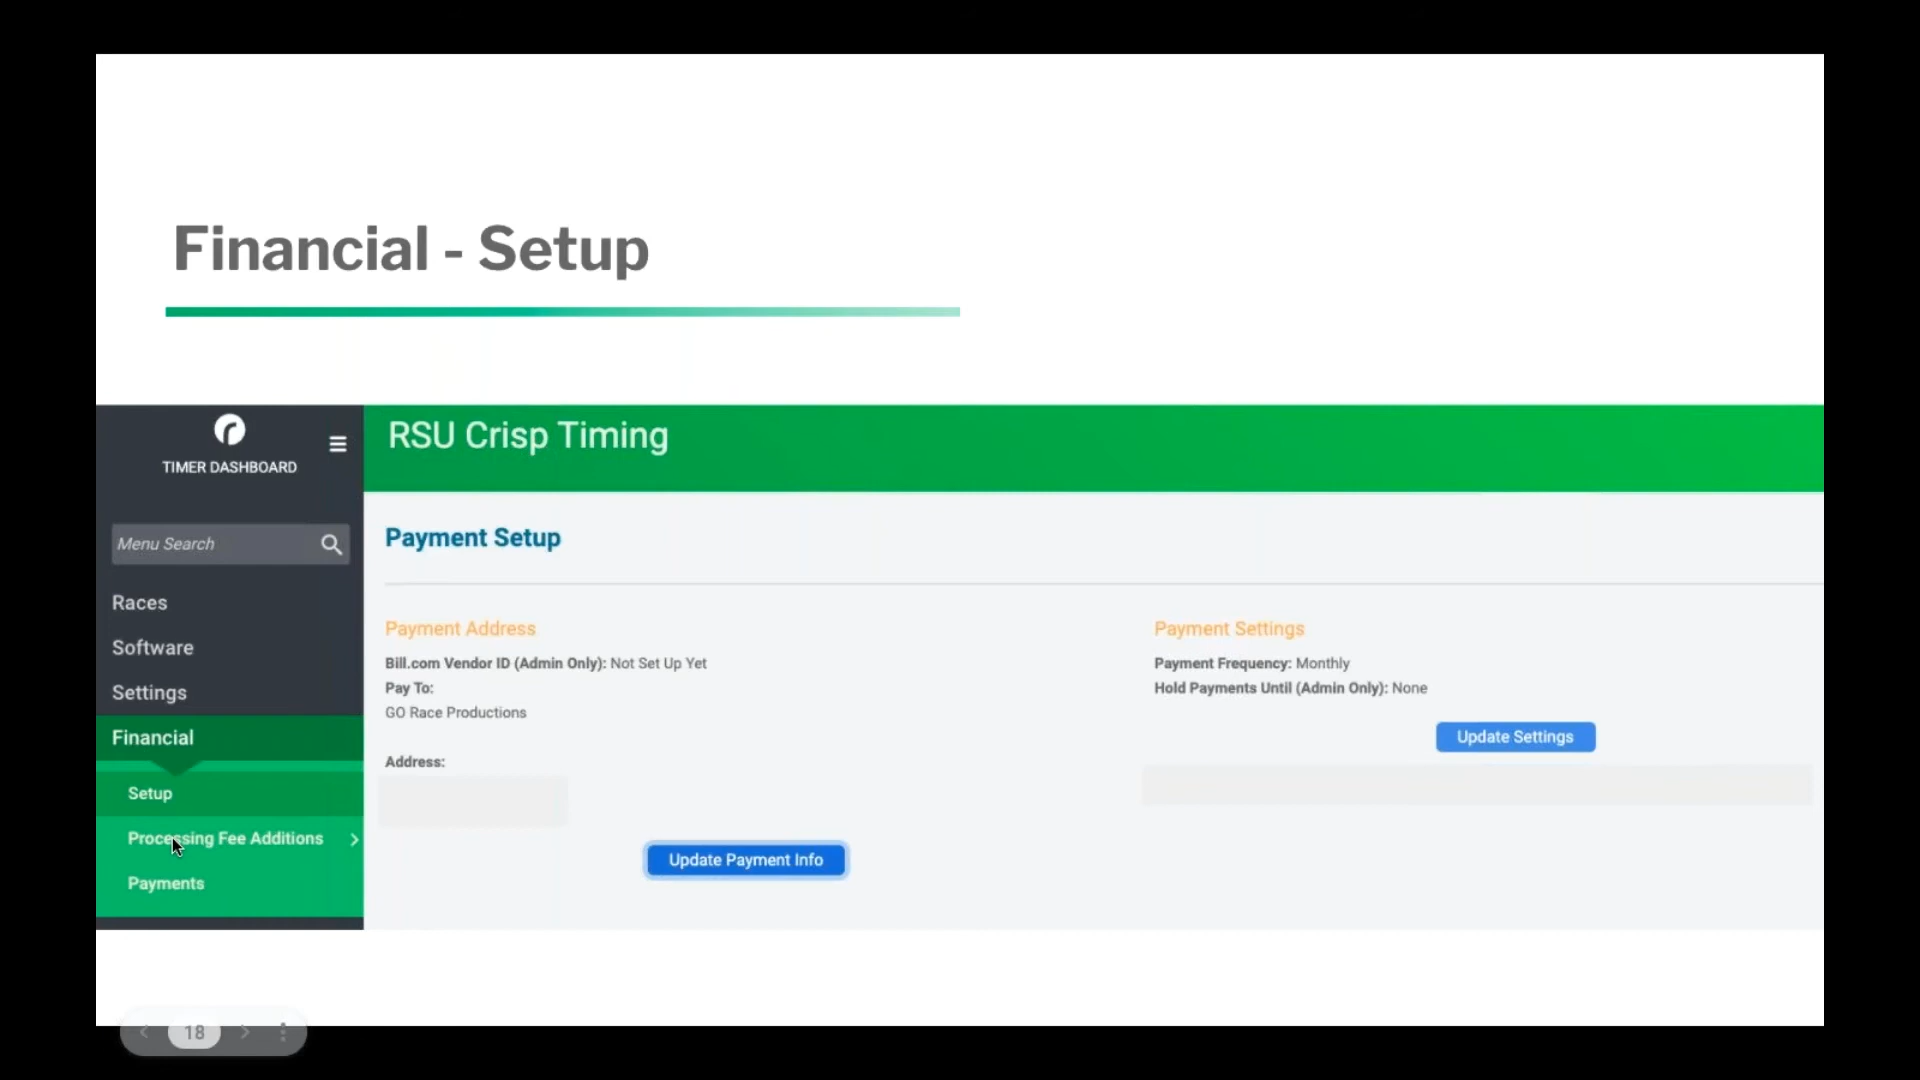 Financial - Setup
TIMER DASHBOARD
RSU Crisp Timing
Menu Search
Races
Software
Settings
Financial
Setup
Processing Fee Additions
Payments
Payment Setup
Payment Address
Bill.com Vendor ID (Admin Only): Not Set Up Yet
Pay To:
GO Race Productions
Address:
Update Payment Info
Payment Settings
Payment Frequency: Monthly
Hold Payments Until (Admin Only): None
Update Settings
18